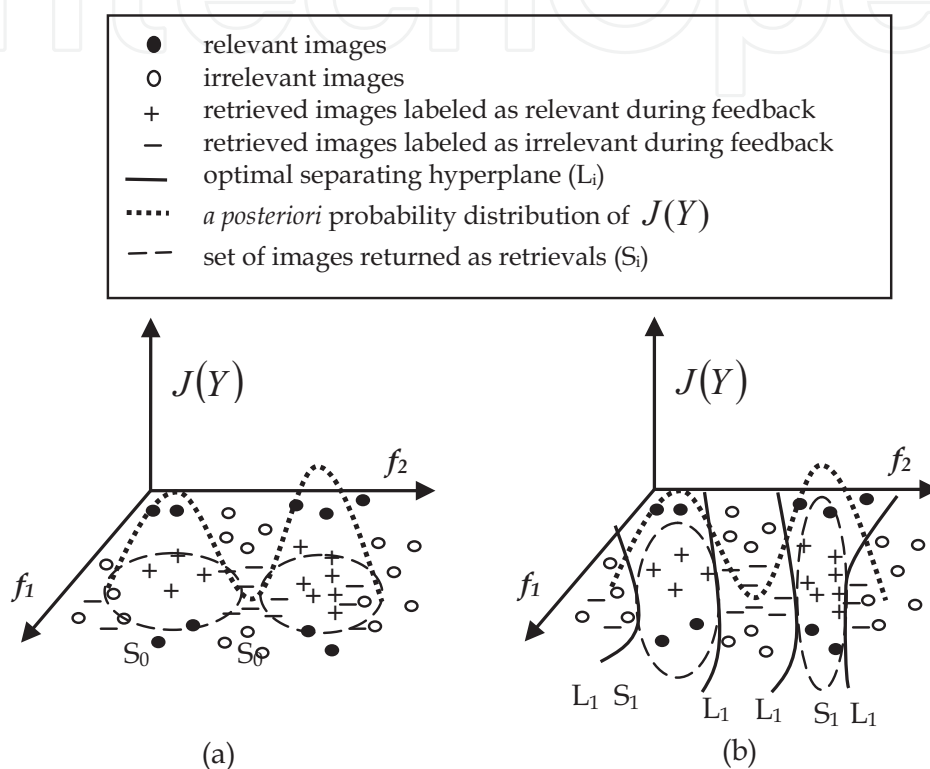 intechope
relevant images
irrelevant images
+ retrieved images labeled as relevant during feedback
− retrieved images labeled as irrelevant during feedback
optimal separating hyperplane (Lᵢ)
a posteriori probability distribution of J(Y)
set of images returned as retrievals (Sᵢ)
J(Y) J(Y)
f₂ f₂
f₁ f₁
S₀ S₀
L₁ S₁ L₁ L₁ S₁ L₁
(a) (b)